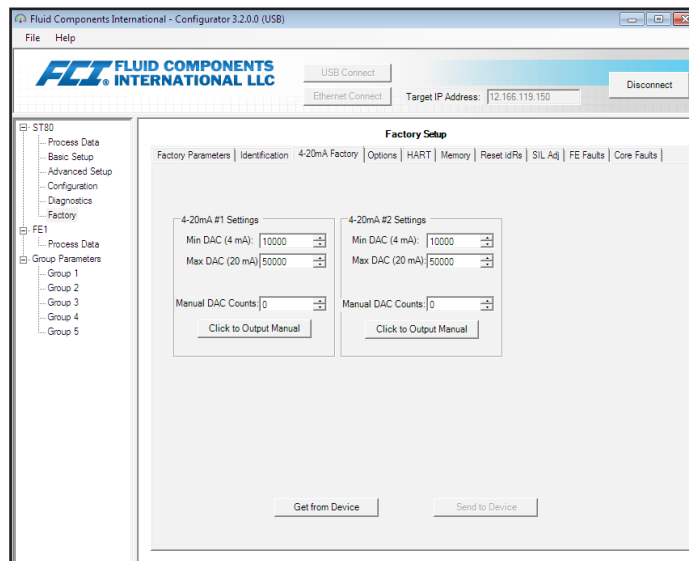 Fluid Components International - Configurator 3.2.0.0 (USB)
File Help
FCI. FLUID COMPONENTS
INTERNATIONAL LLC
USB Connect
Ethernet Connect
Target IP Address: 12.166.119.150
Disconnect
ST80
Process Data
Basic Setup
Advanced Setup
Configuration
Diagnostics
Factory
FE1
Process Data
Group Parameters
Group 1
Group 2
Group 3
Group 4
Group 5
Factory Setup
Factory Parameters Identification 4-20mA Factory Options HART Memory Reset idRs SIL Adj FE Faults Core Faults
4-20mA #1 Settings
Min DAC (4 mA): 10000
Max DAC (20 mA): 50000
Manual DAC Counts: 0
Click to Output Manual
4-20mA #2 Settings
Min DAC (4 mA): 10000
Max DAC (20 mA): 50000
Manual DAC Counts: 0
Click to Output Manual
Get from Device
Send to Device